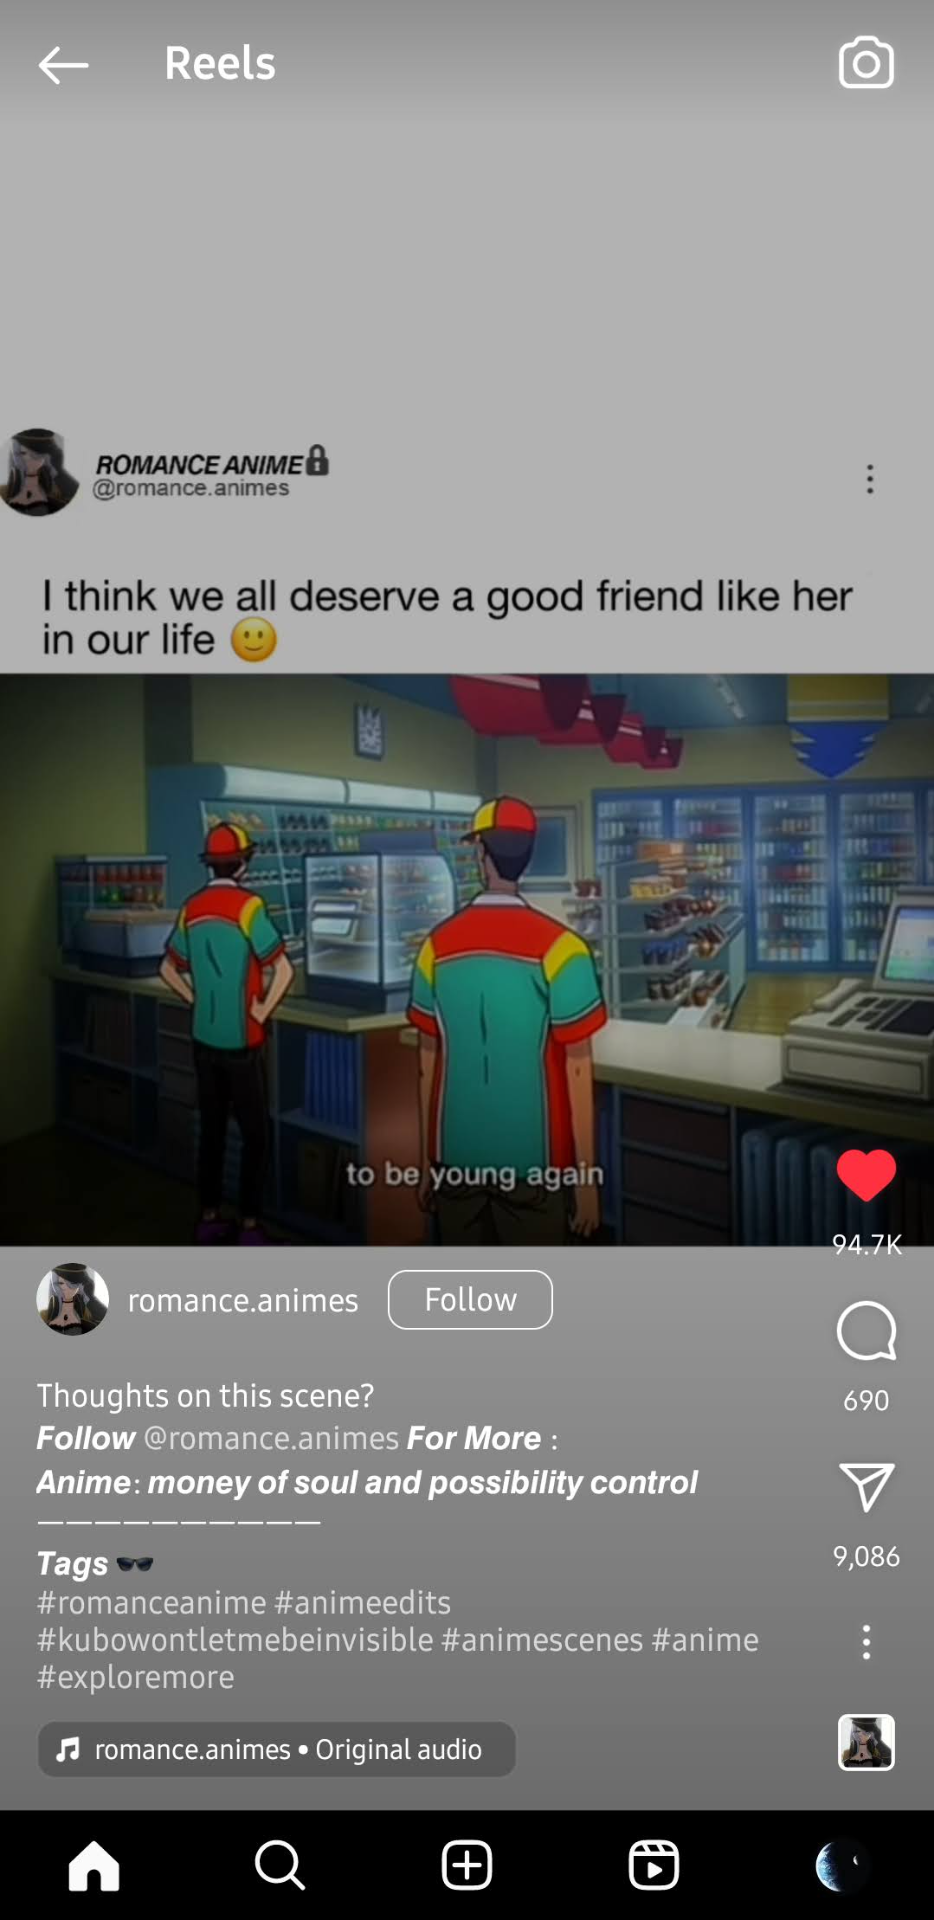 Reels
ROMANCE ANIME
@romance.animes
I think we all deserve a good friend like her
in our life 🙂
to be young again
94.7K
romance.animes
Follow
690
Thoughts on this scene?
Follow @romance.animes For More :
Anime: money of soul and possibility control
9,086
——————————
Tags 🕶️
#romanceanime #animeedits
#kubowontletmebeinvisible #animescenes #anime
#exploremore
romance.animes • Original audio